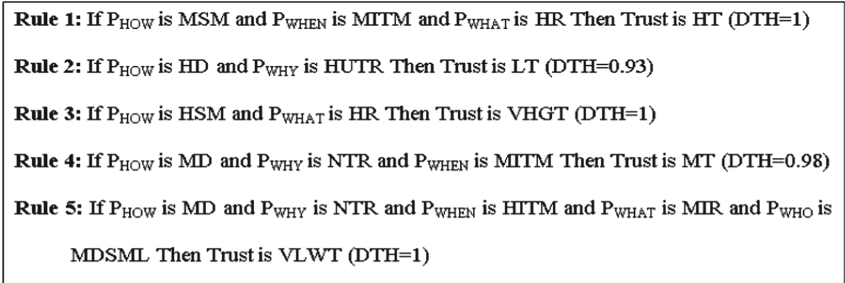 Rule 1: If PHOW is MSM and PWHEN is MITM and PWHAT is HR Then Trust is HT (DTH=1)
Rule 2: If PHOW is HD and PWHY is HUTR Then Trust is LT (DTH=0.93)
Rule 3: If PHOW is HSM and PWHAT is HR Then Trust is VHGT (DTH=1)
Rule 4: If PHOW is MD and PWHY is NTR and PWHEN is MITM Then Trust is MT (DTH=0.98)
Rule 5: If PHOW is MD and PWHY is NTR and PWHEN is HITM and PWHAT is MIR and PWHO is
MDSML Then Trust is VLWT (DTH=1)